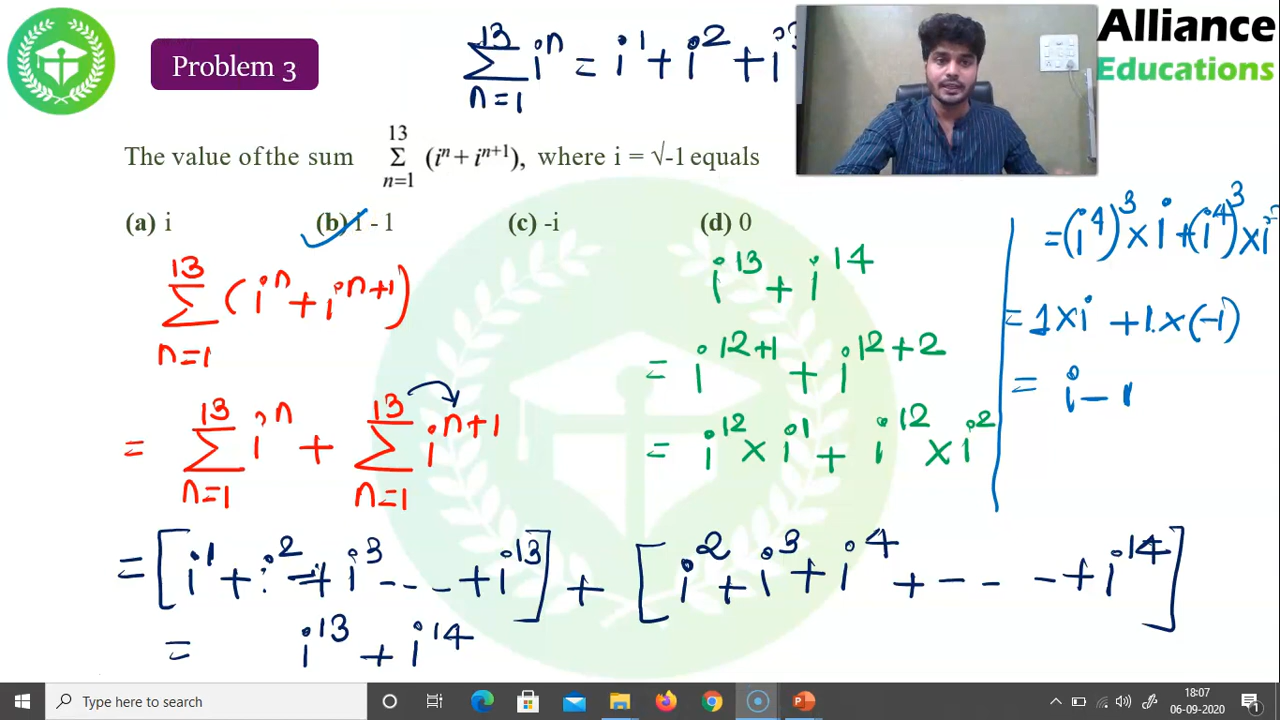 Alliance
Educations
Problem 3
13
Σ iⁿ = i¹ + i² + i³
n=1
The value of the sum 13 Σ n=1 (iⁿ + iⁿ⁺¹), where i = √-1 equals
(a) i (b) i - 1 (c) -i (d) 0
13
Σ (iⁿ + iⁿ⁺¹)
n=1
= 13 Σ n=1 iⁿ + 13 Σ n=1 iⁿ⁺¹
i¹³ + i¹⁴
= i¹²⁺¹ + i¹²⁺²
= i¹² × i¹ + i¹² × i²
= (i⁴)³ × i + (i⁴)³ × i²
= 1 × i + 1 × (-1)
= i - 1
= [i¹ + i² + i³ - - - + i¹³] + [i² + i³ + i⁴ + - - - + i¹⁴]
= i¹³ + i¹⁴
Type here to search
18:07
06-09-2020
1